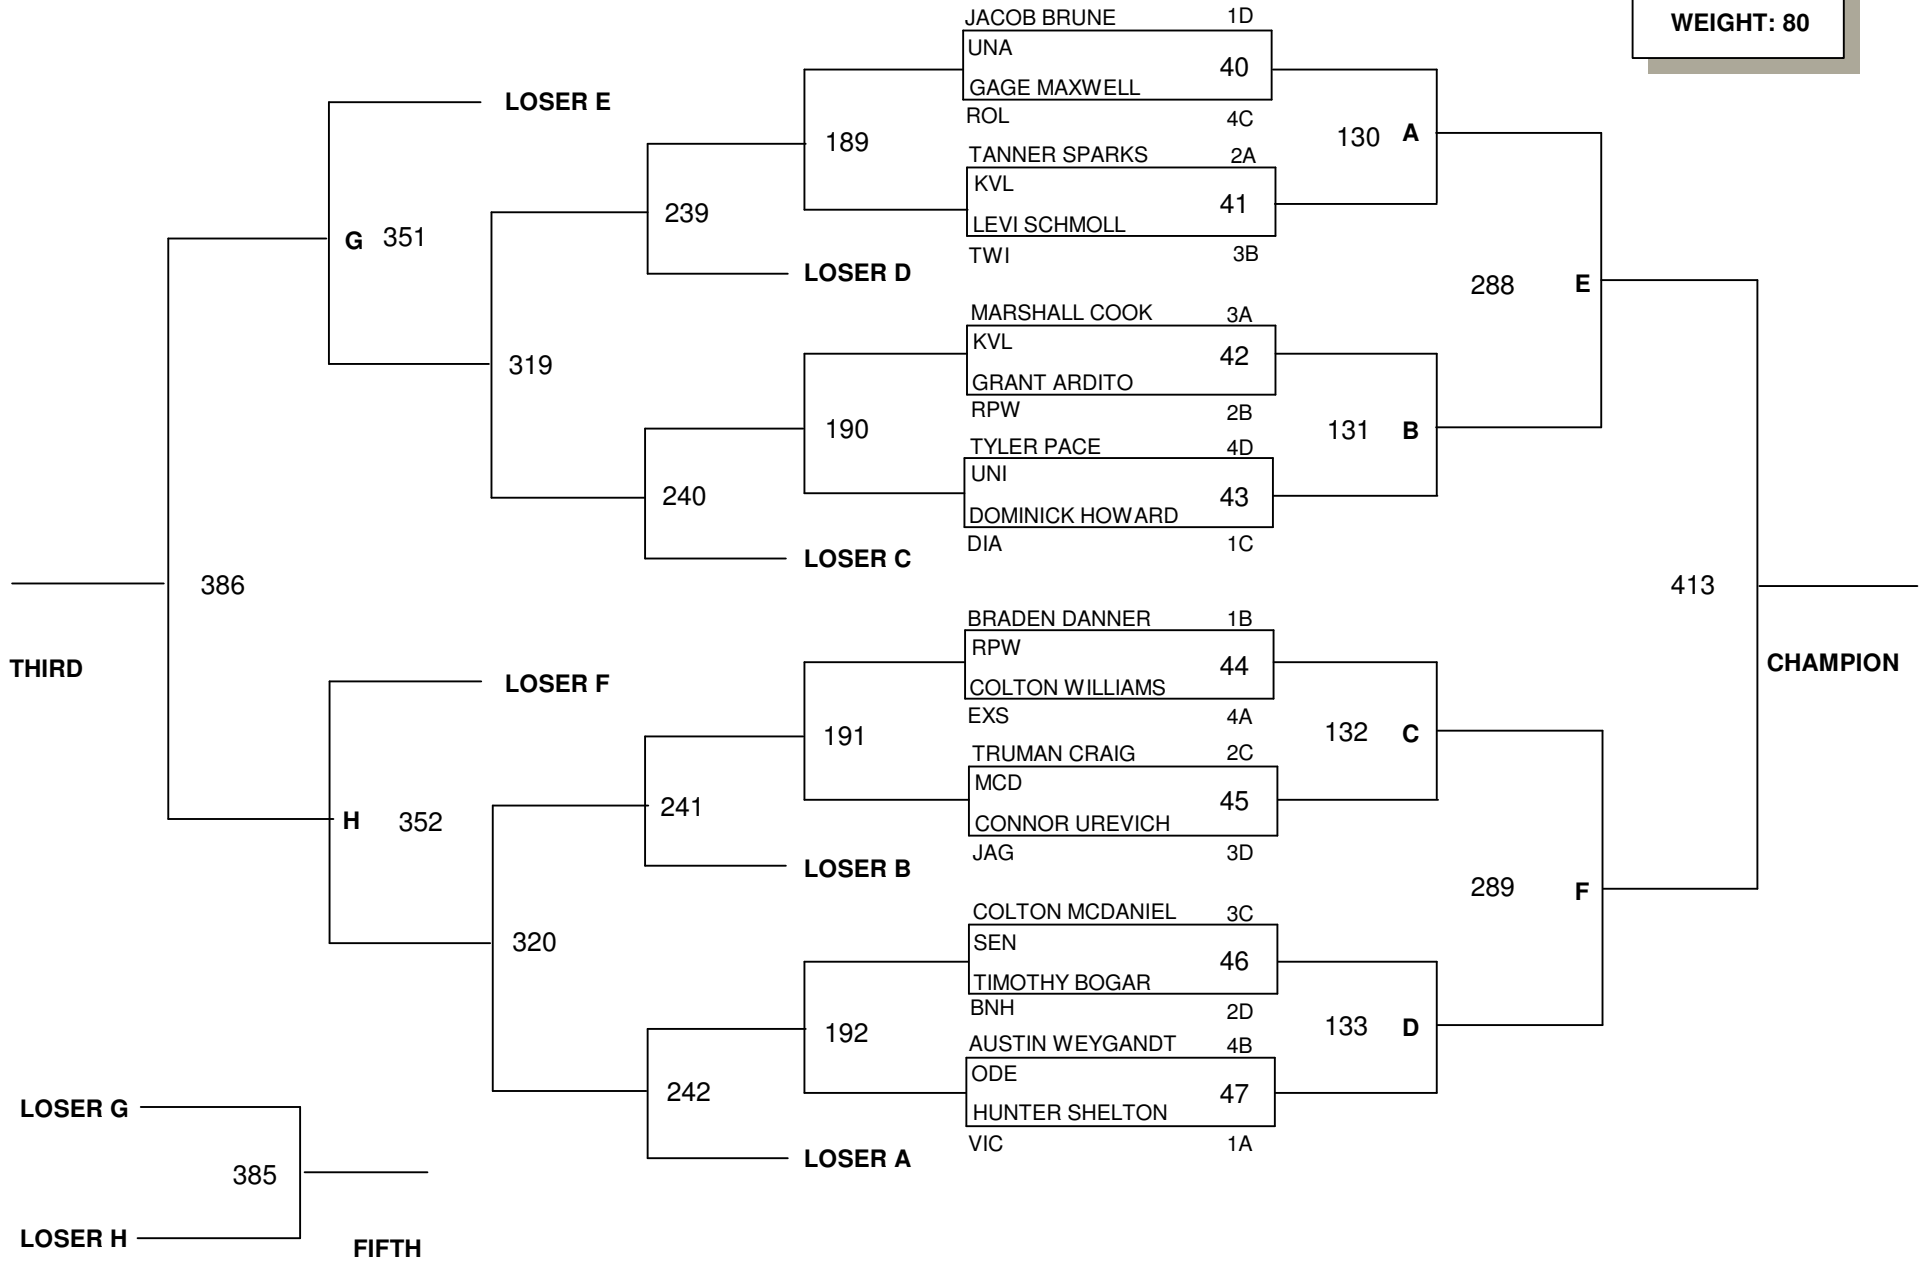 WEIGHT: 80
JACOB BRUNE 1D
UNA
40
GAGE MAXWELL
ROL 4C
TANNER SPARKS 2A
KVL
41
LEVI SCHMOLL
TWI 3B
MARSHALL COOK 3A
KVL
42
GRANT ARDITO
RPW 2B
TYLER PACE 4D
UNI
43
DOMINICK HOWARD
DIA 1C
BRADEN DANNER 1B
RPW
44
COLTON WILLIAMS
EXS 4A
TRUMAN CRAIG 2C
MCD
45
CONNOR UREVICH
JAG 3D
COLTON MCDANIEL 3C
SEN
46
TIMOTHY BOGAR
BNH 2D
AUSTIN WEYGANDT 4B
ODE
47
HUNTER SHELTON
VIC 1A
130 A
131 B
132 C
133 D
288 E
289 F
413
CHAMPION
189
190
191
192
239
LOSER D
240
LOSER C
241
LOSER B
242
LOSER A
319
320
LOSER E
G 351
LOSER F
H 352
386
THIRD
LOSER G
385
LOSER H
FIFTH